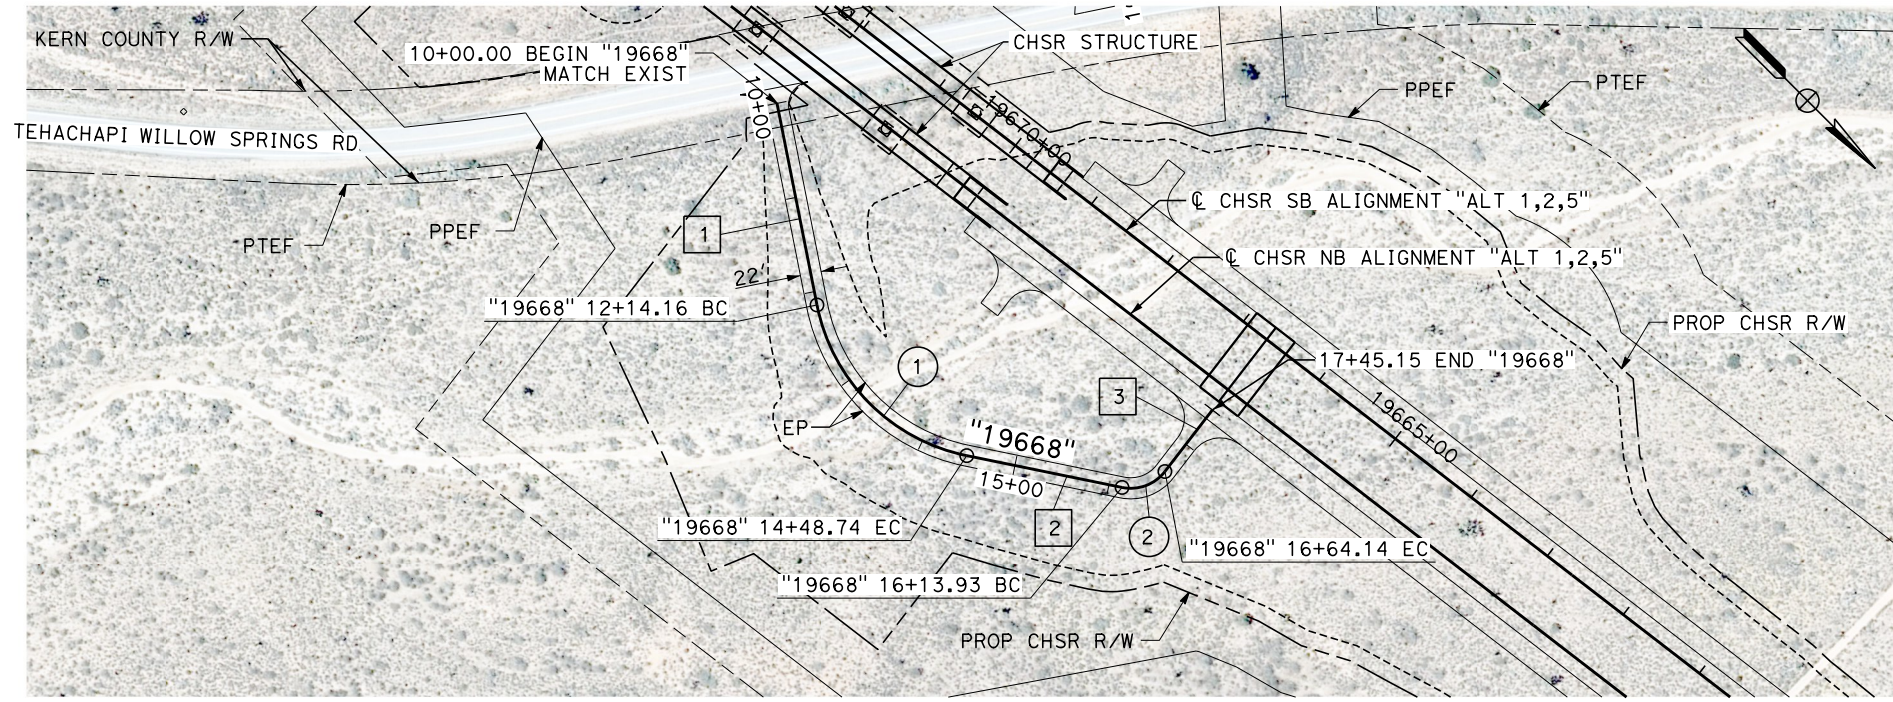 KERN COUNTY R/W
10+00.00 BEGIN "19668"
MATCH EXIST
CHSR STRUCTURE
PPEF
PTEF
10+00
19670+00
TEHACHAPI WILLOW SPRINGS RD
PTEF
PPEF
1
22'
℄ CHSR SB ALIGNMENT "ALT 1,2,5"
℄ CHSR NB ALIGNMENT "ALT 1,2,5"
"19668" 12+14.16 BC
PROP CHSR R/W
17+45.15 END "19668"
1
3
EP
"19668"
19665+00
15+00
"19668" 14+48.74 EC
2
2
"19668" 16+64.14 EC
"19668" 16+13.93 BC
PROP CHSR R/W